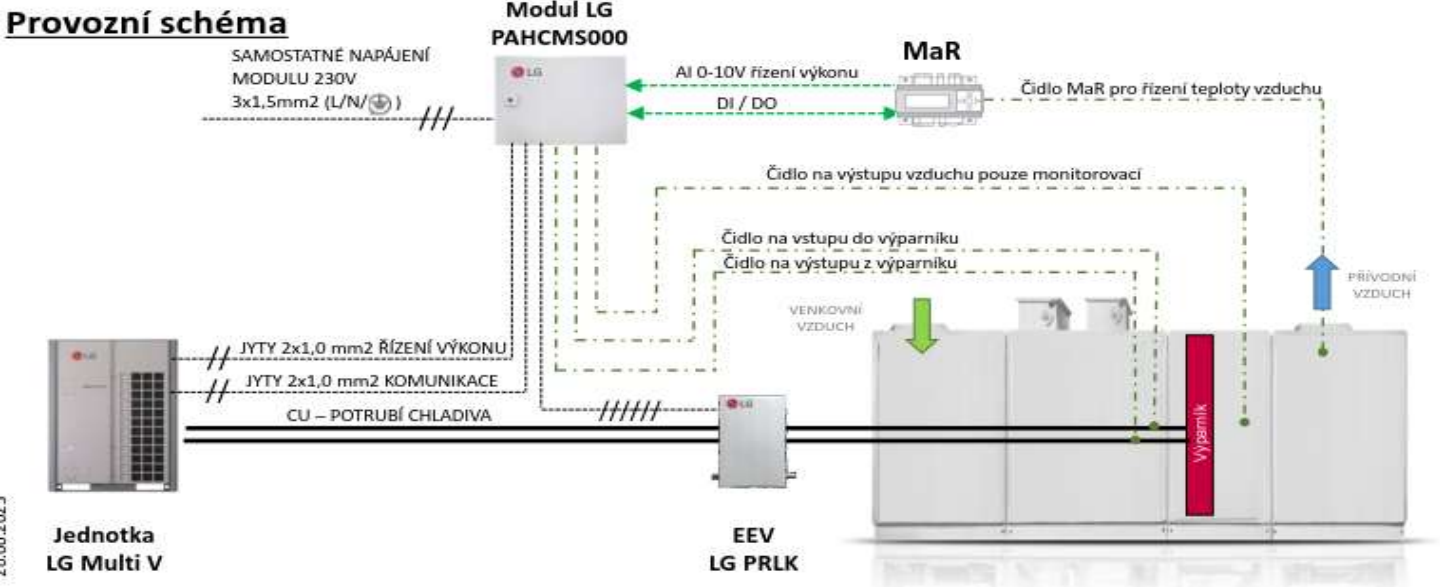 Provozní schéma
Modul LG
PAHCMS000
SAMOSTATNÉ NAPÁJENÍ
MODULU 230V
3x1,5mm2 (L/N/ )
LG
AI 0-10V řízení výkonu
DI / DO
MaR
Čidlo MaR pro řízení teploty vzduchu
Čidlo na výstupu vzduchu pouze monitorovací
Čidlo na vstupu do výparníku
Čidlo na výstupu z výparníku
VENKOVNÍ
VZDUCH
PŘÍVODNÍ
VZDUCH
LG
JYTY 2x1,0 mm2 ŘÍZENÍ VÝKONU
JYTY 2x1,0 mm2 KOMUNIKACE
CU – POTRUBÍ CHLADIVA
LG
Výparník
Jednotka
LG Multi V
EEV
LG PRLK